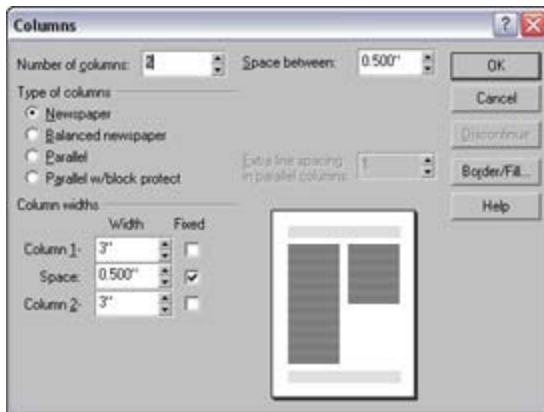 Columns
Number of columns: 2 Space between: 0.500" OK
Type of columns Cancel
Newspaper
Balanced newspaper Discontinue
Parallel Extra line spacing in parallel columns: 1 Border/Fill...
Parallel w/block protect
Column widths Help
Width Fixed
Column 1- 3"
Space: 0.500"
Column 2- 3"